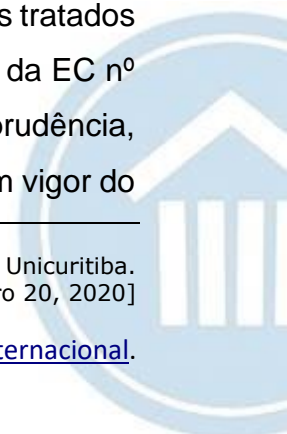 s tratados
da EC nº
prudência,
m vigor do
Unicuritiba.
ro 20, 2020]
ternacional.